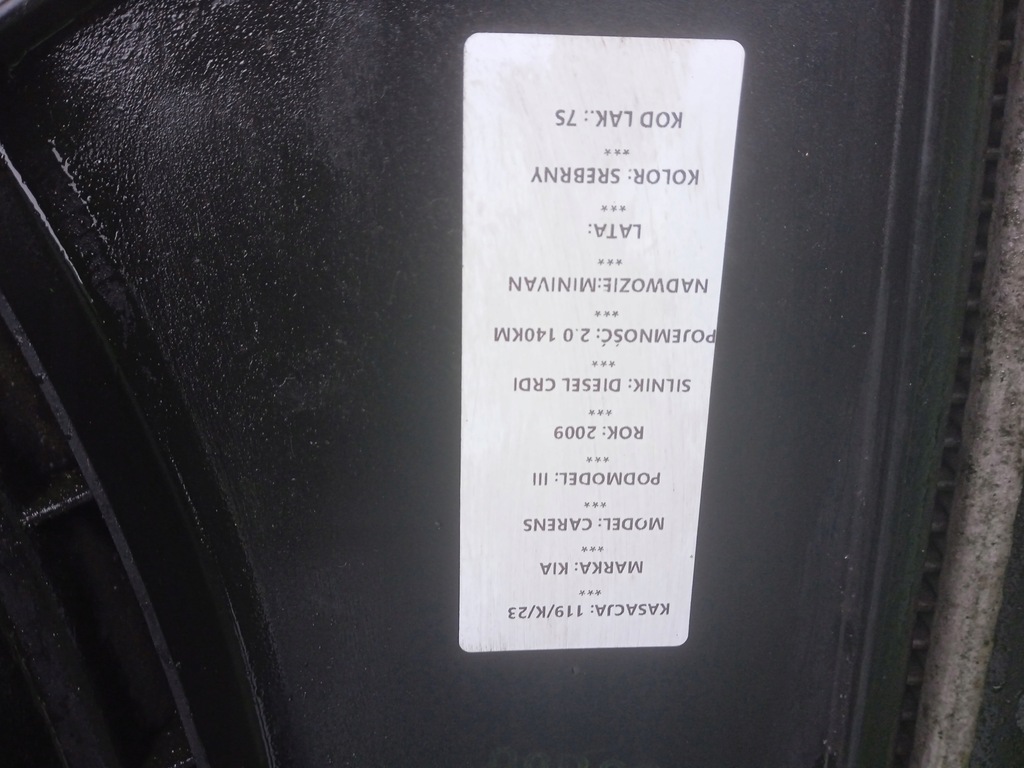 KASACJA: 119/K/23
***
MARKA: KIA
***
MODEL: CARENS
***
PODMODEL: III
***
ROK: 2009
***
SILNIK: DIESEL CRDI
***
POJEMNOŚĆ: 2.0 140KM
***
NADWOZIE:MINIVAN
***
LATA:
***
KOLOR: SREBRNY
***
KOD LAK.: 7S